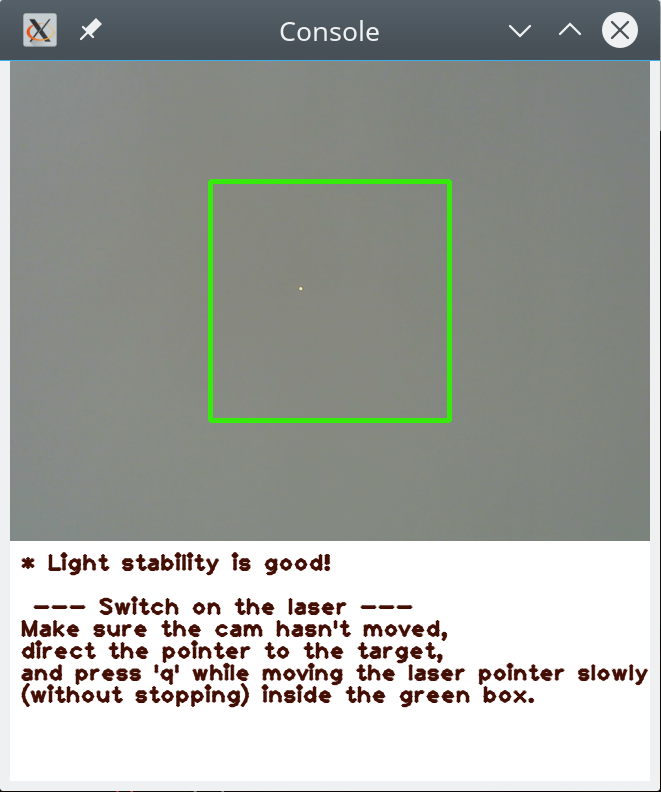 Console
* Light stability is good!
--- Switch on the laser ---
Make sure the cam hasn't moved,
direct the pointer to the target,
and press 'q' while moving the laser pointer slowly
(without stopping) inside the green box.